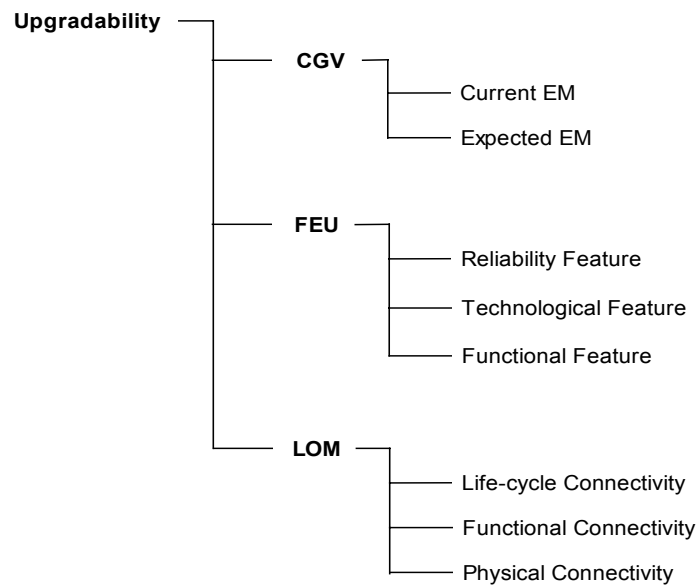 Upgradability
CGV
Current EM
Expected EM
FEU
Reliability Feature
Technological Feature
Functional Feature
LOM
Life-cycle Connectivity
Functional Connectivity
Physical Connectivity